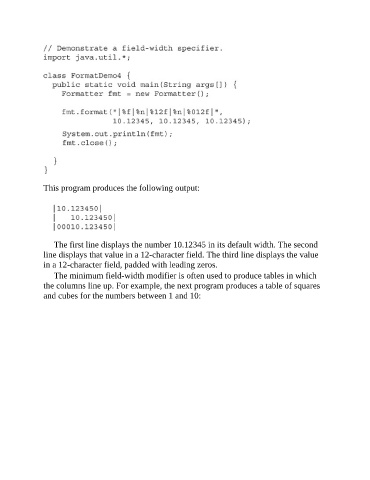 // Demonstrate a field-width specifier.
import java.util.*;
class FormatDemo4 {
public static void main(String args[]) {
Formatter fmt = new Formatter();
fmt.format("|%f|%n|%12f|%n|%012f|",
10.12345, 10.12345, 10.12345);
System.out.println(fmt);
fmt.close();
}
}
This program produces the following output:
|10.123450|
|   10.123450|
|00010.123450|
The first line displays the number 10.12345 in its default width. The second
line displays that value in a 12-character field. The third line displays the value
in a 12-character field, padded with leading zeros.
The minimum field-width modifier is often used to produce tables in which
the columns line up. For example, the next program produces a table of squares
and cubes for the numbers between 1 and 10: